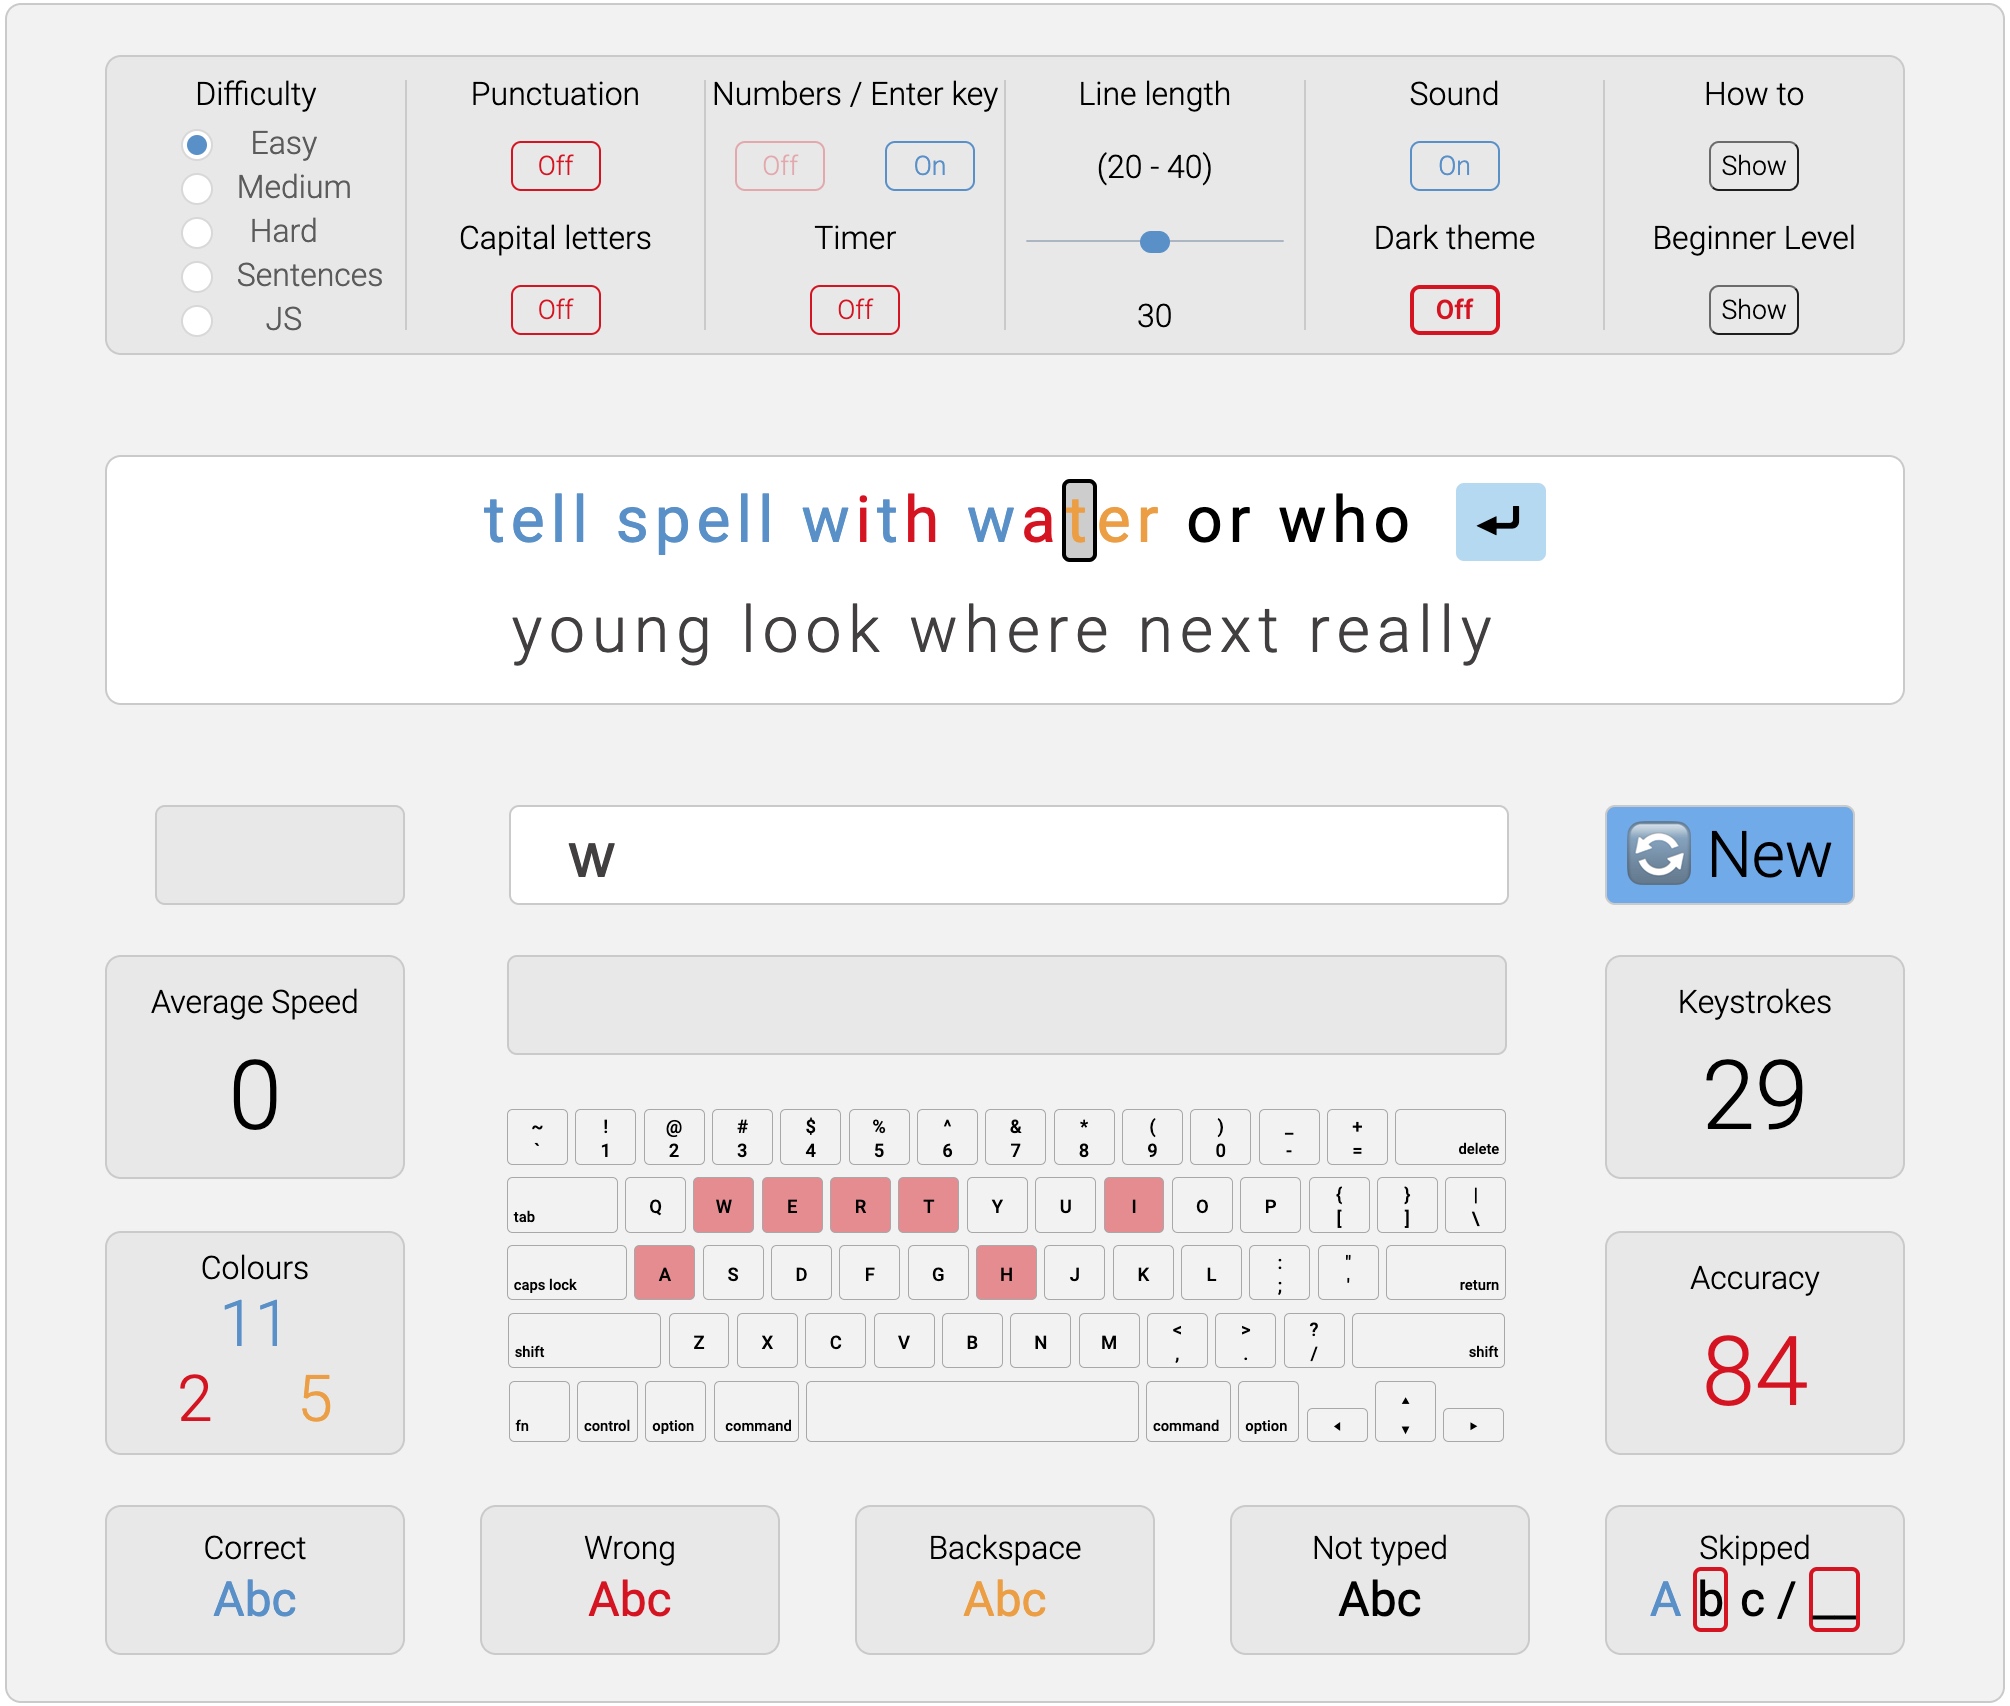 Difficulty Punctuation Numbers / Enter key Line length Sound How to
Easy Off Off On (20 - 40) On Show
Medium
Hard Capital letters Timer Dark theme Beginner Level
Sentences
JS Off Off 30 Off Show
tell spell with water or who
young look where next really
w New
Average Speed Keystrokes
0 29
~ ! @ # $ % ^ & * ( ) _ +
` 1 2 3 4 5 6 7 8 9 0 - = delete
tab Q W E R T Y U I O P { [ } ] | \
Colours Accuracy
11 84
2 5
caps lock A S D F G H J K L : ; " ' return
shift Z X C V B N M < , > . ? / shift
fn control option command command option
Correct Wrong Backspace Not typed Skipped
Abc Abc Abc Abc A b c / _